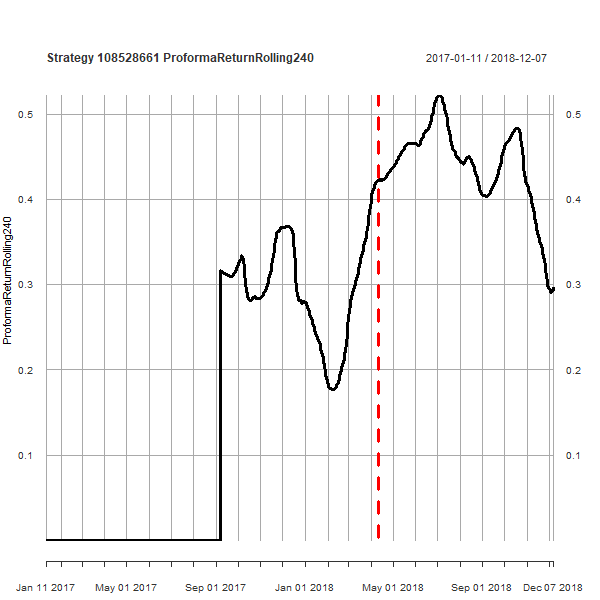 Strategy 108528661 ProformaReturnRolling240
2017-01-11 / 2018-12-07
ProformaReturnRolling240
0.5
0.5
0.4
0.4
0.3
0.3
0.2
0.2
0.1
0.1
Jan 11 2017
May 01 2017
Sep 01 2017
Jan 01 2018
May 01 2018
Sep 01 2018
Dec 07 2018